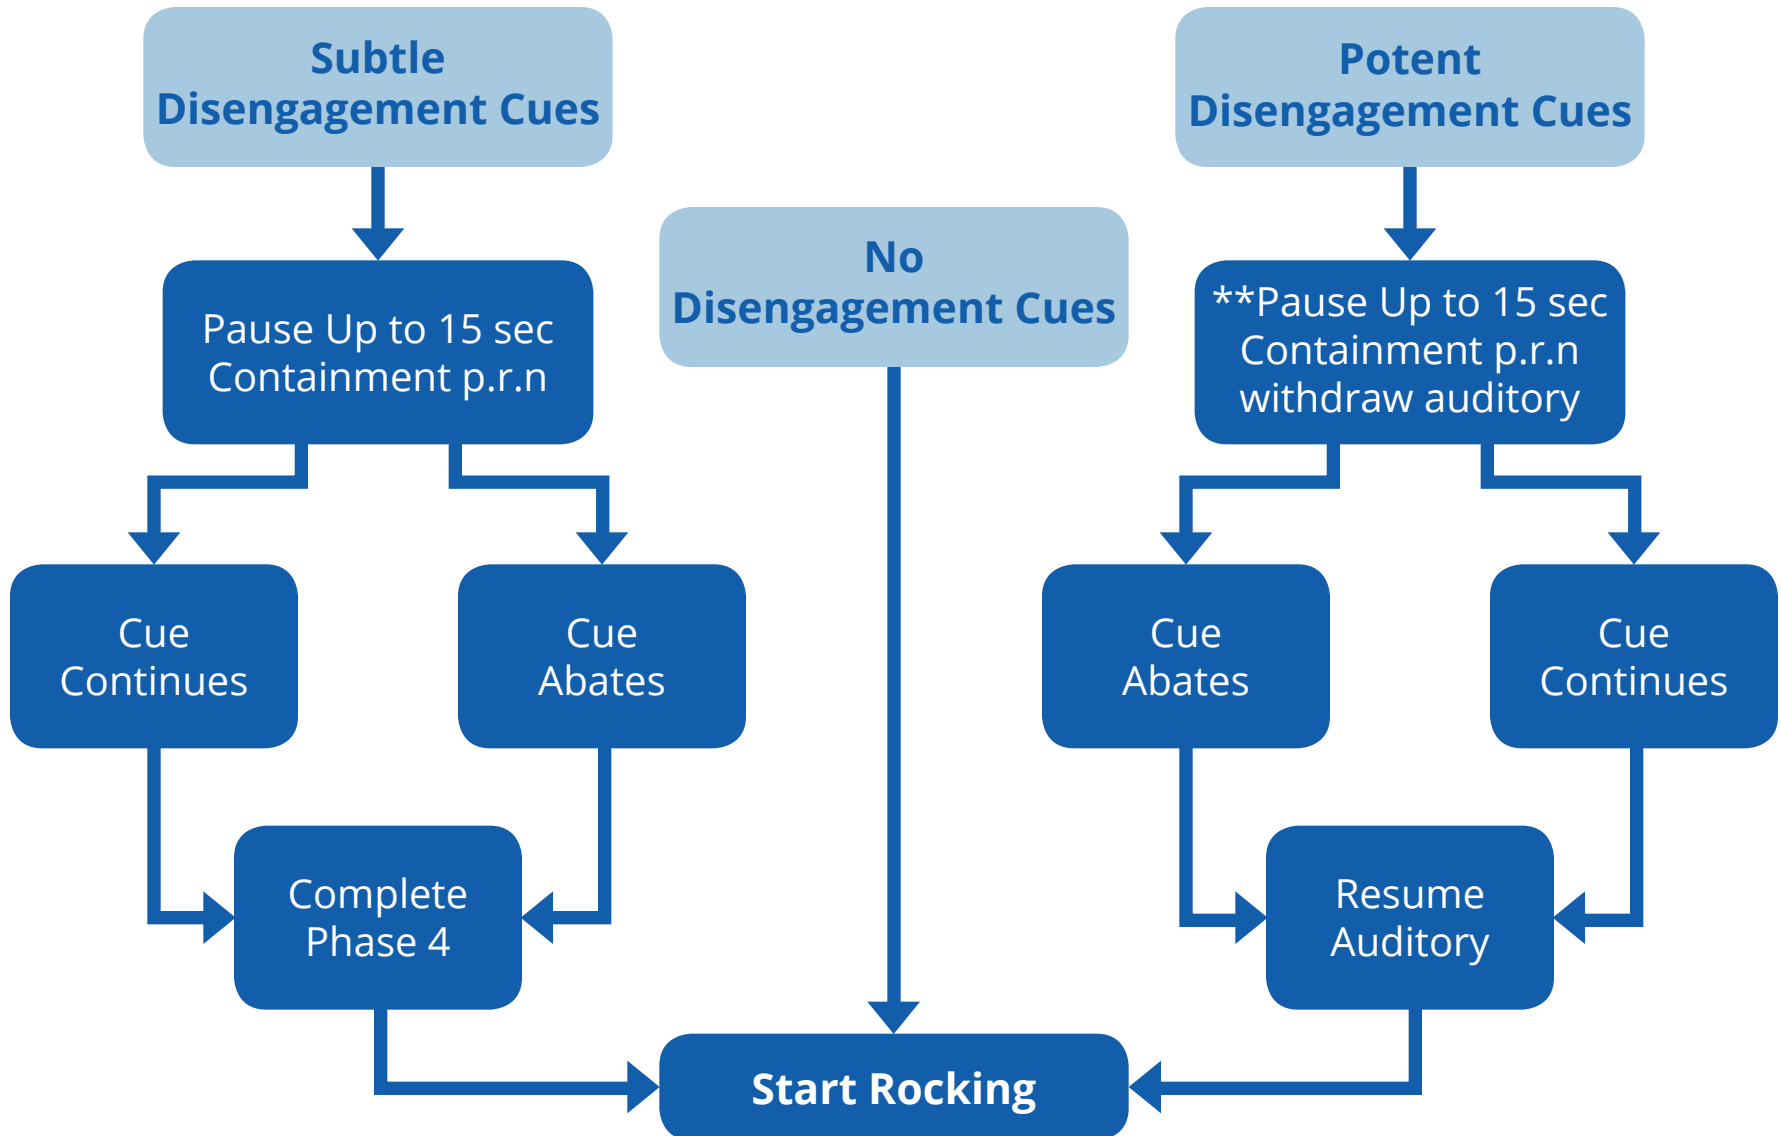 Subtle
Disengagement Cues
Potent
Disengagement Cues
No
Disengagement Cues
Pause Up to 15 sec
Containment p.r.n
**Pause Up to 15 sec
Containment p.r.n
withdraw auditory
Cue
Continues
Cue
Abates
Cue
Abates
Cue
Continues
Complete
Phase 4
Resume
Auditory
Start Rocking